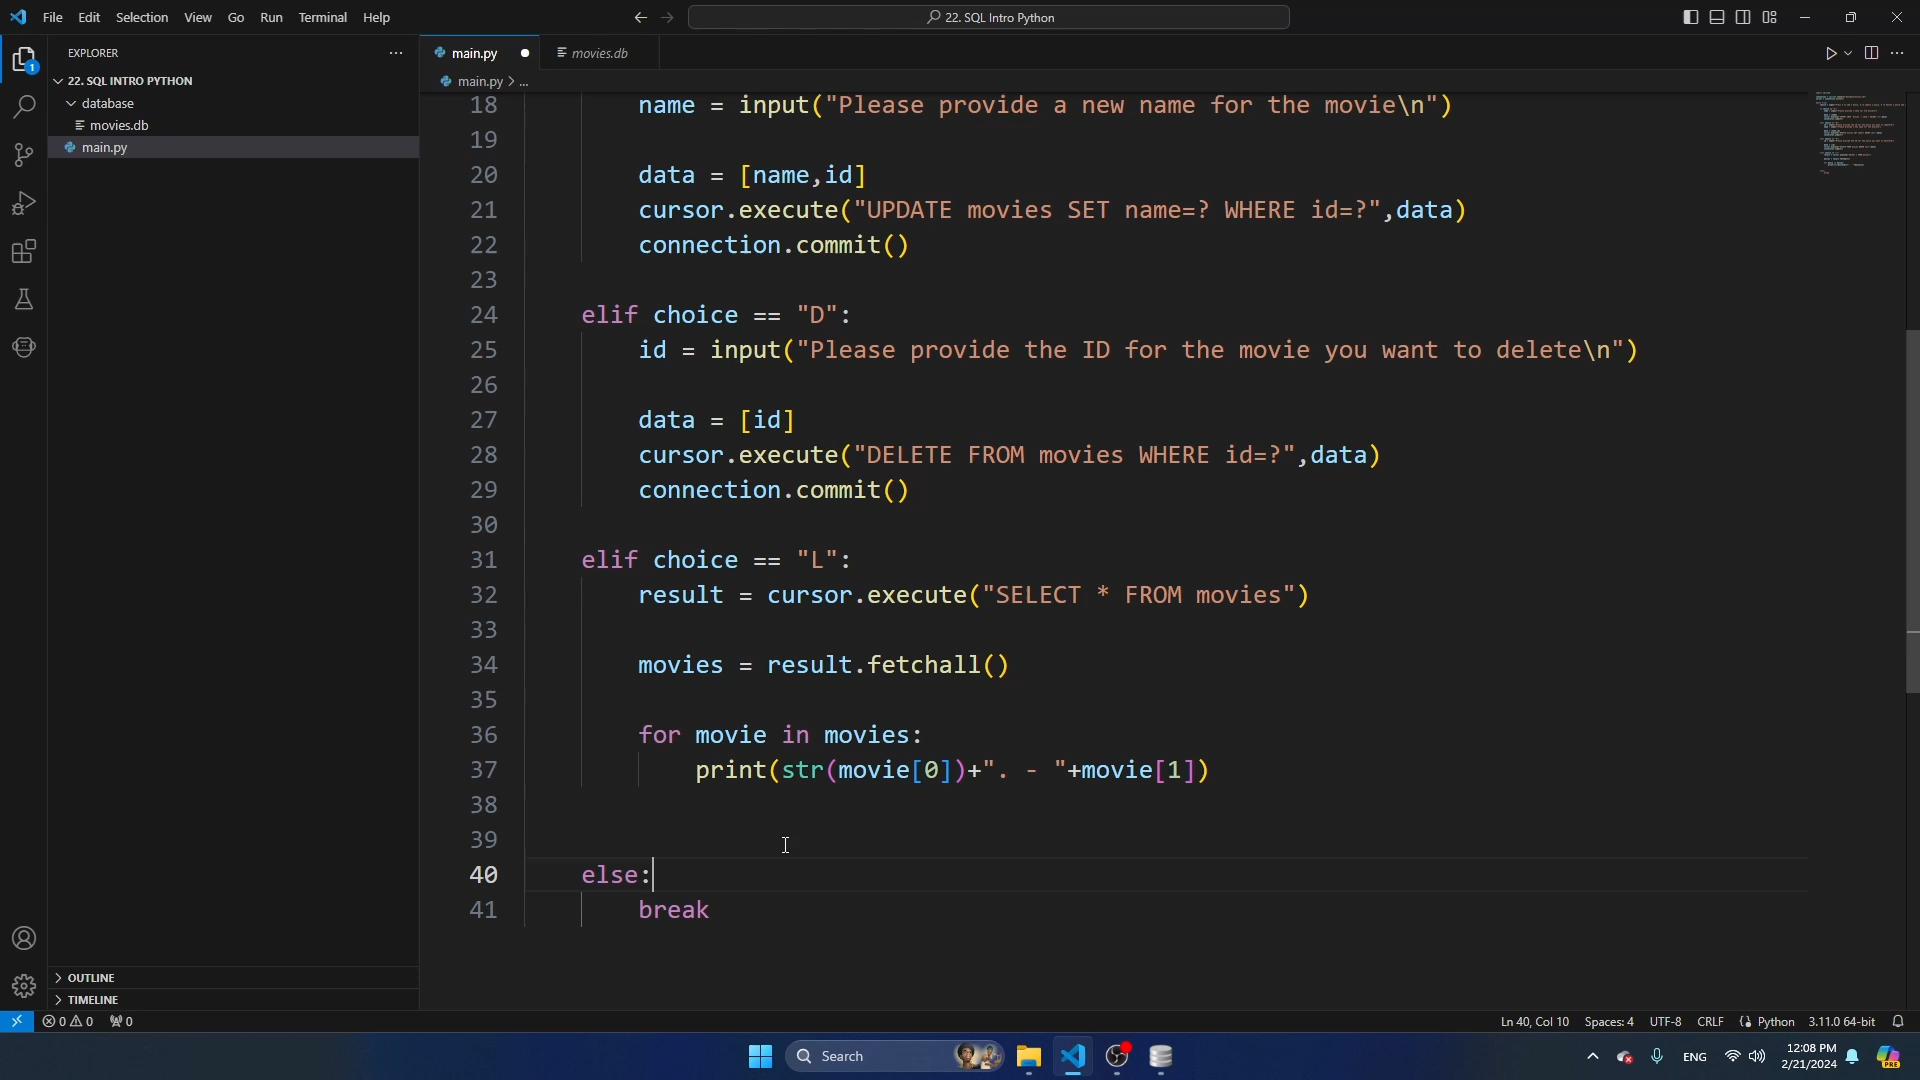 File Edit Selection View Go Run Terminal Help
22. SQL Intro Python
EXPLORER
22. SQL INTRO PYTHON
database
movies.db
main.py
OUTLINE
TIMELINE
1
main.py
movies.db
main.py > ...
18 name = input("Please provide a new name for the movie\n")
19
20 data = [name,id]
21 cursor.execute("UPDATE movies SET name=? WHERE id=?",data)
22 connection.commit()
23
24 elif choice == "D":
25 id = input("Please provide the ID for the movie you want to delete\n")
26
27 data = [id]
28 cursor.execute("DELETE FROM movies WHERE id=?",data)
29 connection.commit()
30
31 elif choice == "L":
32 result = cursor.execute("SELECT * FROM movies")
33
34 movies = result.fetchall()
35
36 for movie in movies:
37 print(str(movie[0])+". - "+movie[1])
38
39
40 else:
41 break
0 0 0
Ln 40, Col 10 Spaces: 4 UTF-8 CRLF Python 3.11.0 64-bit
Search
ENG
12:08 PM
2/21/2024
PRE